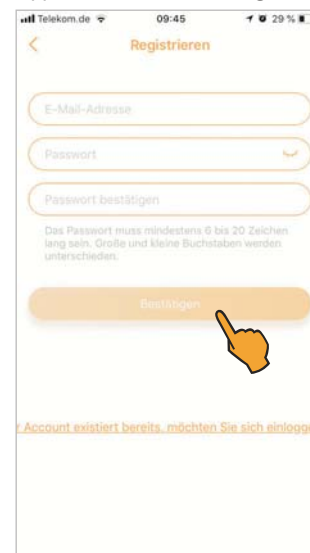 Telekom.de 09:45 29 %
Registrieren
E-Mail-Adresse
Passwort
Passwort bestätigen
Das Passwort muss mindestens 6 bis 20 Zeichen
lang sein. Große und kleine Buchstaben werden
unterschieden.
Bestätigen
Account existiert bereits, möchten Sie sich einlogge